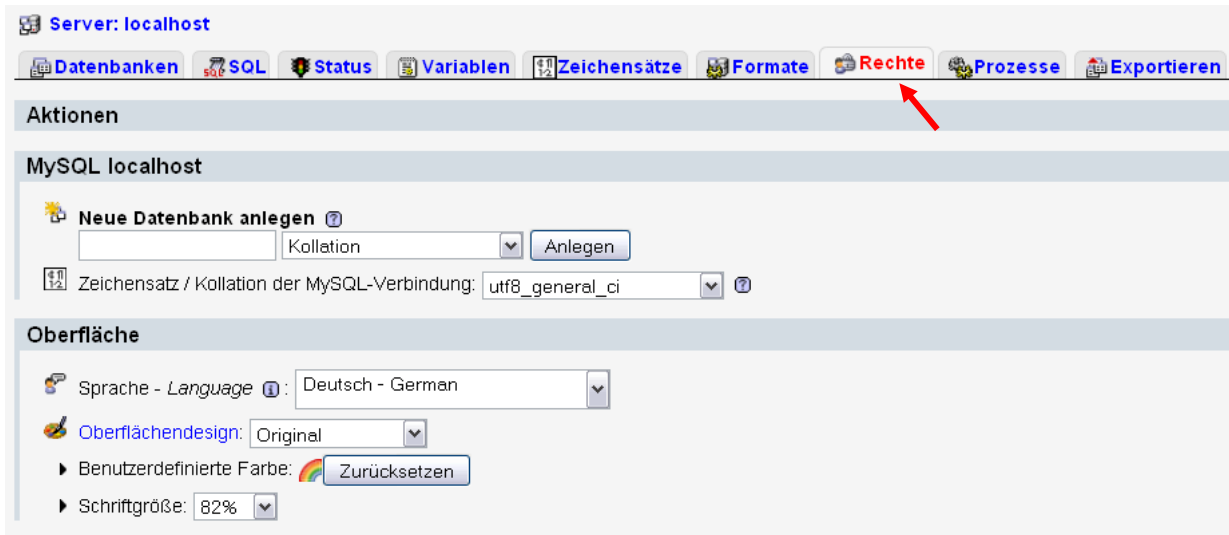 Server: localhost
Datenbanken SQL Status Variablen Zeichensätze Formate Rechte Prozesse Exportieren
Aktionen
MySQL localhost
Neue Datenbank anlegen
Kollation Anlegen
Zeichensatz / Kollation der MySQL-Verbindung: utf8_general_ci
Oberfläche
Sprache - Language : Deutsch - German
Oberflächendesign: Original
Benutzerdefinierte Farbe: Zurücksetzen
Schriftgröße: 82%